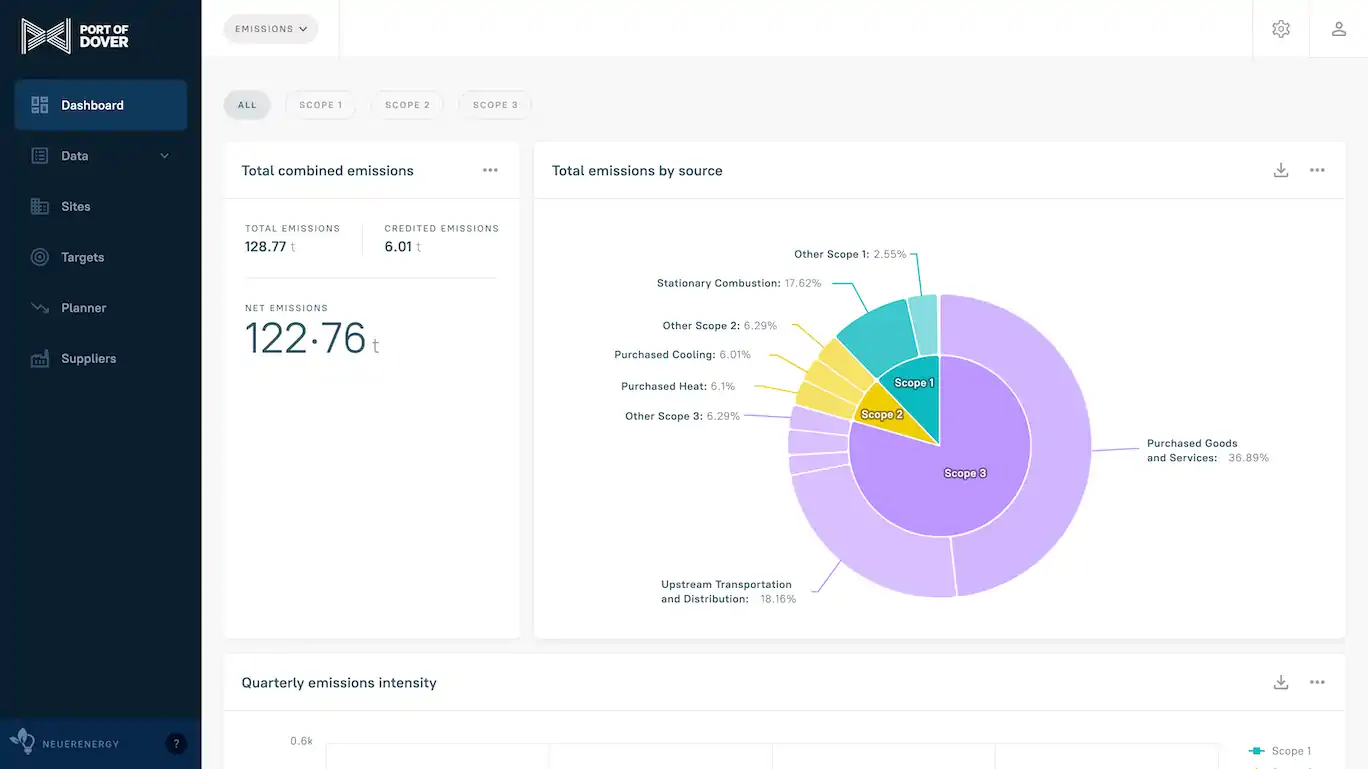 PORT OF
DOVER
EMISSIONS
Dashboard
Data
Sites
Targets
Planner
Suppliers
NEUERENERGY
?
ALL
SCOPE 1
SCOPE 2
SCOPE 3
Total combined emissions
TOTAL EMISSIONS
128.77 t
CREDITED EMISSIONS
6.01 t
NET EMISSIONS
122·76 t
Total emissions by source
Other Scope 1: 2.55%
Stationary Combustion: 17.62%
Other Scope 2: 6.29%
Purchased Cooling: 6.01%
Purchased Heat: 6.1%
Other Scope 3: 6.29%
Scope 1
Scope 2
Scope 3
Purchased Goods
and Services: 36.89%
Upstream Transportation
and Distribution: 18.16%
Quarterly emissions intensity
0.6k
Scope 1